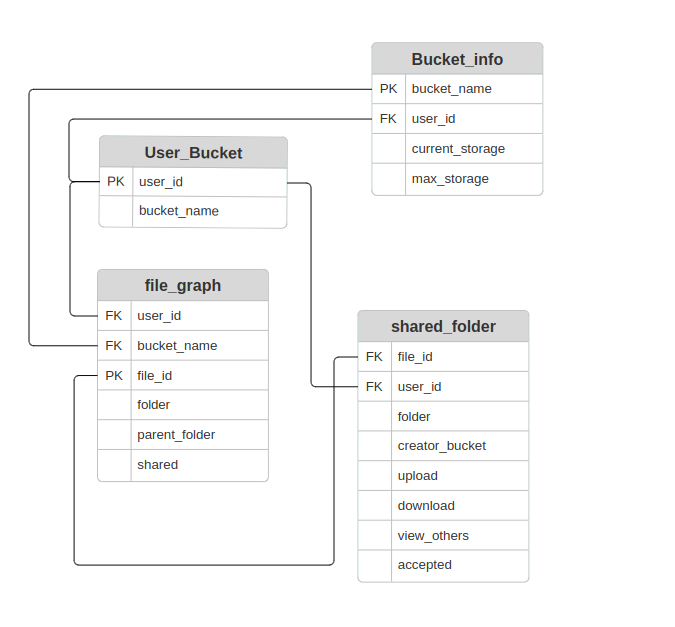 Bucket_info
PK bucket_name
FK user_id
current_storage
max_storage
User_Bucket
PK user_id
bucket_name
file_graph
FK user_id
FK bucket_name
PK file_id
folder
parent_folder
shared
shared_folder
FK file_id
FK user_id
folder
creator_bucket
upload
download
view_others
accepted